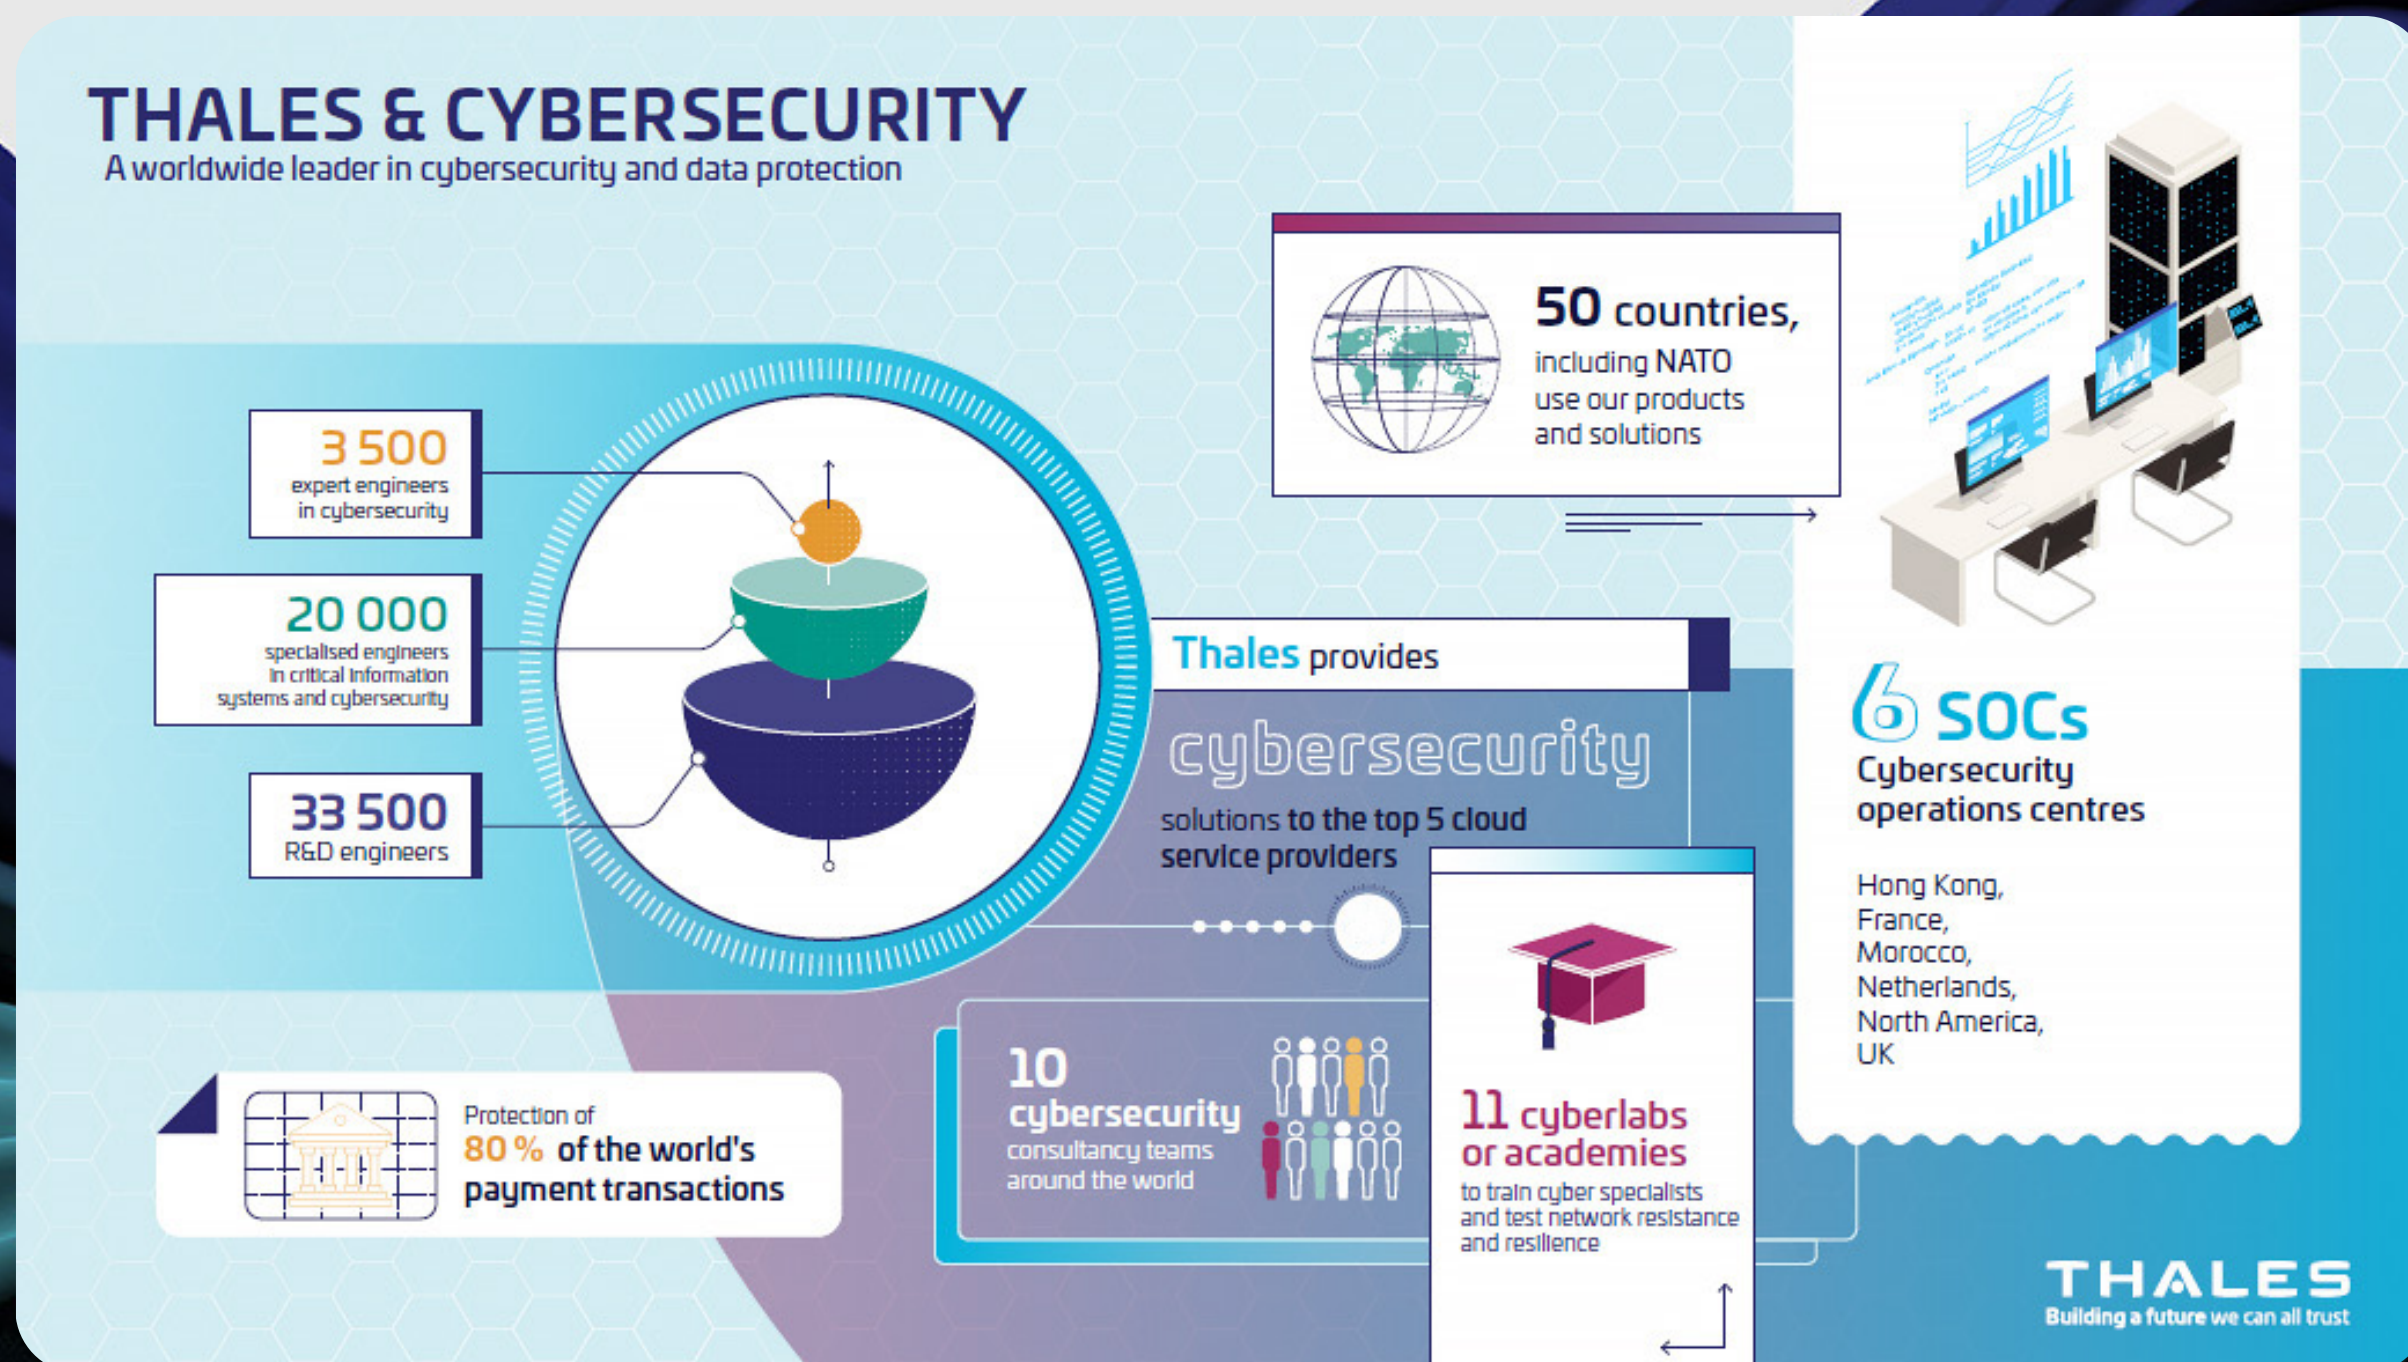 THALES & CYBERSECURITY
A worldwide leader in cybersecurity and data protection
3 500
expert engineers
in cybersecurity
20 000
specialised engineers
in critical information
systems and cybersecurity
33 500
R&D engineers
Protection of
80 % of the world's
payment transactions
50 countries,
including NATO
use our products
and solutions
Thales provides
cybersecurity
solutions to the top 5 cloud
service providers
10
cybersecurity
consultancy teams
around the world
11 cyberlabs
or academies
to train cyber specialists
and test network resistance
and resilience
6 SOCs
Cybersecurity
operations centres
Hong Kong,
France,
Morocco,
Netherlands,
North America,
UK
THALES
Building a future we can all trust